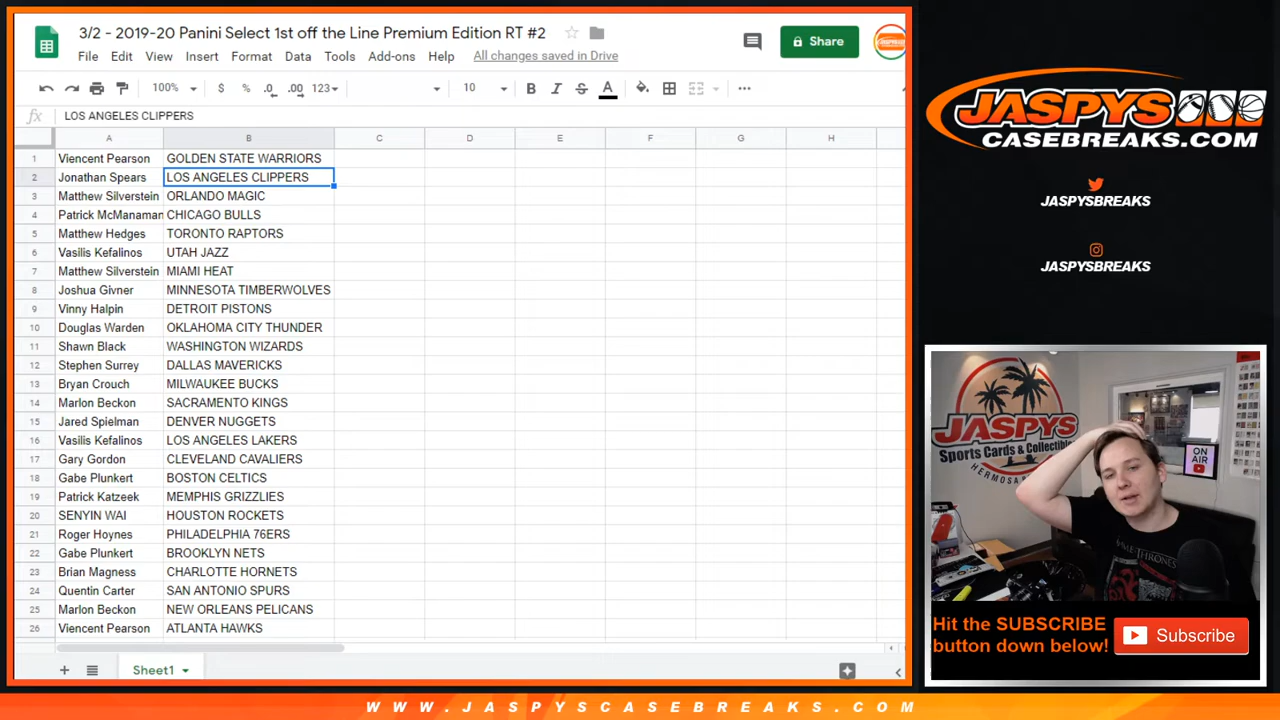 3/2 - 2019-20 Panini Select 1st off the Line Premium Edition RT #2
File Edit View Insert Format Data Tools Add-ons Help All changes saved in Drive
Share
100% $ % .0 .00 123 10 B I S A
fx LOS ANGELES CLIPPERS
A B C D E F G H
1 Viencent Pearson GOLDEN STATE WARRIORS
2 Jonathan Spears LOS ANGELES CLIPPERS
3 Matthew Silverstein ORLANDO MAGIC
4 Patrick McManaman CHICAGO BULLS
5 Matthew Hedges TORONTO RAPTORS
6 Vasilis Kefalinos UTAH JAZZ
7 Matthew Silverstein MIAMI HEAT
8 Joshua Givner MINNESOTA TIMBERWOLVES
9 Vinny Halpin DETROIT PISTONS
10 Douglas Warden OKLAHOMA CITY THUNDER
11 Shawn Black WASHINGTON WIZARDS
12 Stephen Surrey DALLAS MAVERICKS
13 Bryan Crouch MILWAUKEE BUCKS
14 Marlon Beckon SACRAMENTO KINGS
15 Jared Spielman DENVER NUGGETS
16 Vasilis Kefalinos LOS ANGELES LAKERS
17 Gary Gordon CLEVELAND CAVALIERS
18 Gabe Plunkert BOSTON CELTICS
19 Patrick Katzeek MEMPHIS GRIZZLIES
20 SENYIN WAI HOUSTON ROCKETS
21 Roger Hoynes PHILADELPHIA 76ERS
22 Gabe Plunkert BROOKLYN NETS
23 Brian Magness CHARLOTTE HORNETS
24 Quentin Carter SAN ANTONIO SPURS
25 Marlon Beckon NEW ORLEANS PELICANS
26 Viencent Pearson ATLANTA HAWKS
Sheet1
JASPYS
CASEBREAKS.COM
JASPYSBREAKS
JASPYSBREAKS
JASPYS
Sports Cards & Collectibles
HERMOSA
ON
AIR
Hit the SUBSCRIBE
button down below!
Subscribe
WWW.JASPYSCASEBREAKS.COM